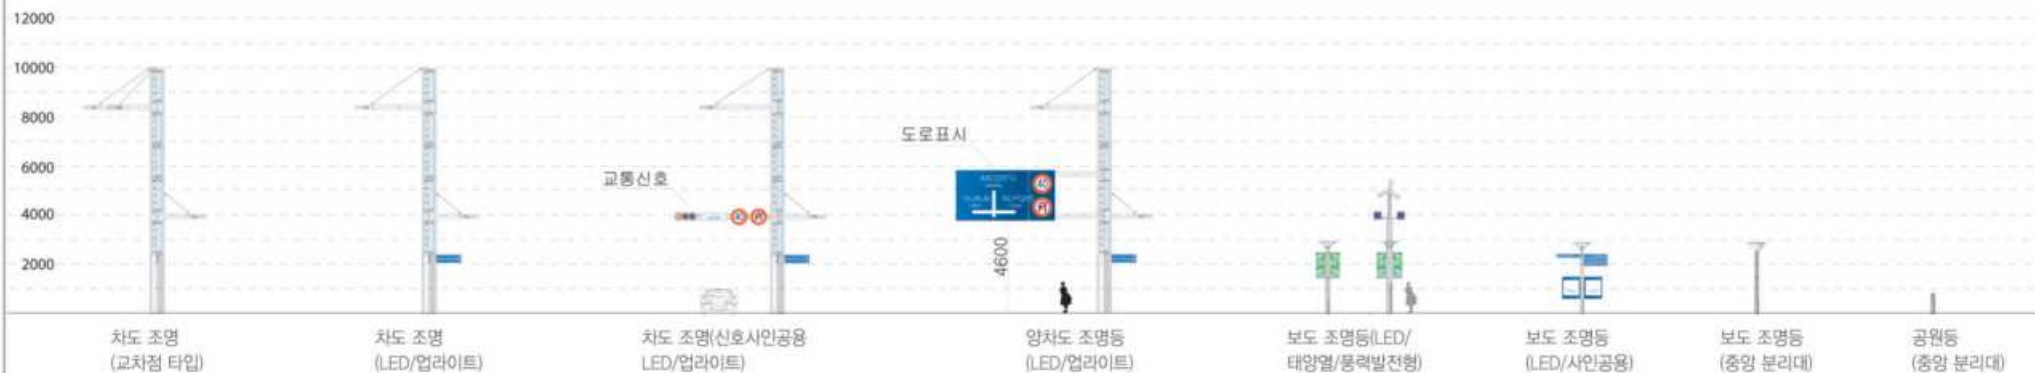 12000
10000
8000
6000
4000
2000
교통신호
도로표시
4600
차도 조명
(교차점 타입)
차도 조명
(LED/업라이트)
차도 조명(신호사인공용
LED/업라이트)
양차도 조명등
(LED/업라이트)
보도 조명등(LED/
태양열/풍력발전형)
보도 조명등
(LED/사인공용)
보도 조명등
(중앙 분리대)
공원등
(중앙 분리대)